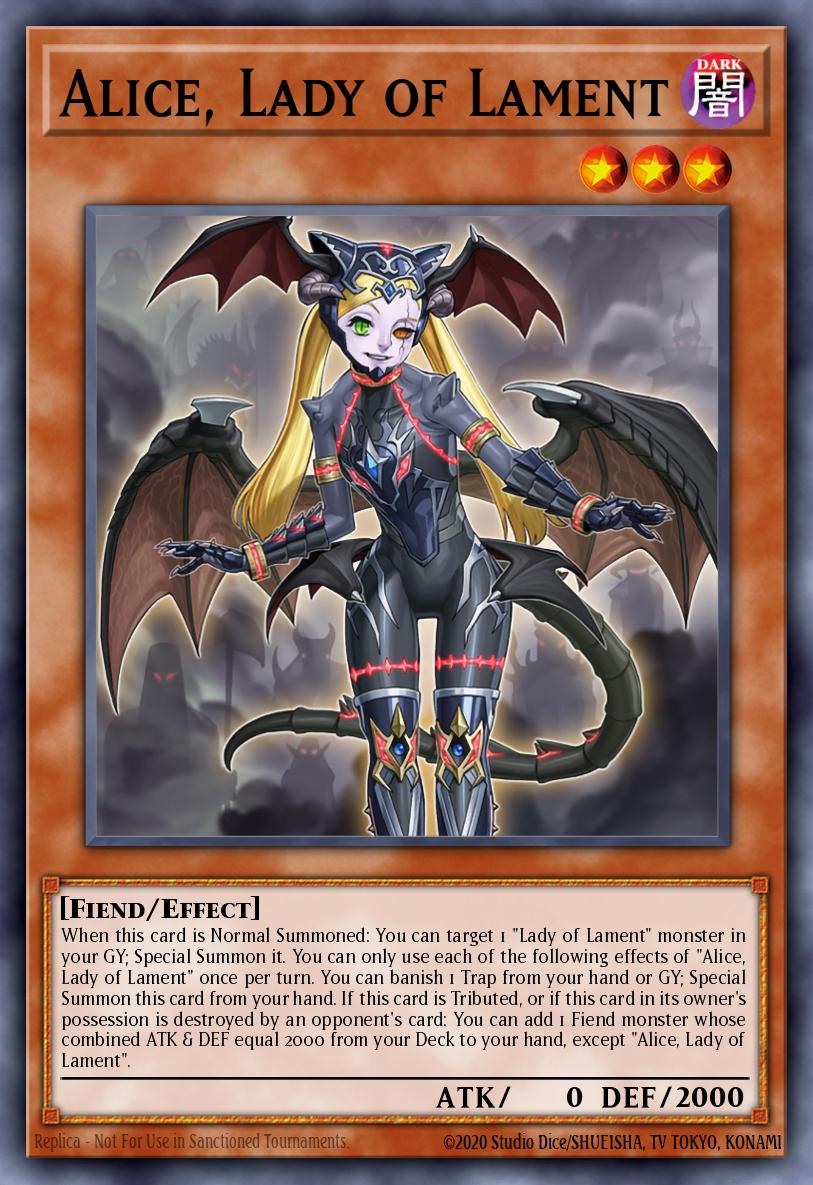 Alice, Lady of Lament
DARK
闇
[Fiend/Effect]
When this card is Normal Summoned: You can target 1 "Lady of Lament" monster in
your GY; Special Summon it. You can only use each of the following effects of "Alice,
Lady of Lament" once per turn. You can banish 1 Trap from your hand or GY; Special
Summon this card from your hand. If this card is Tributed, or if this card in its owner's
possession is destroyed by an opponent's card: You can add 1 Fiend monster whose
combined ATK & DEF equal 2000 from your Deck to your hand, except "Alice, Lady of
Lament".
ATK/ 0 DEF/2000
Replica - Not For Use in Sanctioned Tournaments.
©2020 Studio Dice/SHUEISHA, TV TOKYO, KONAMI